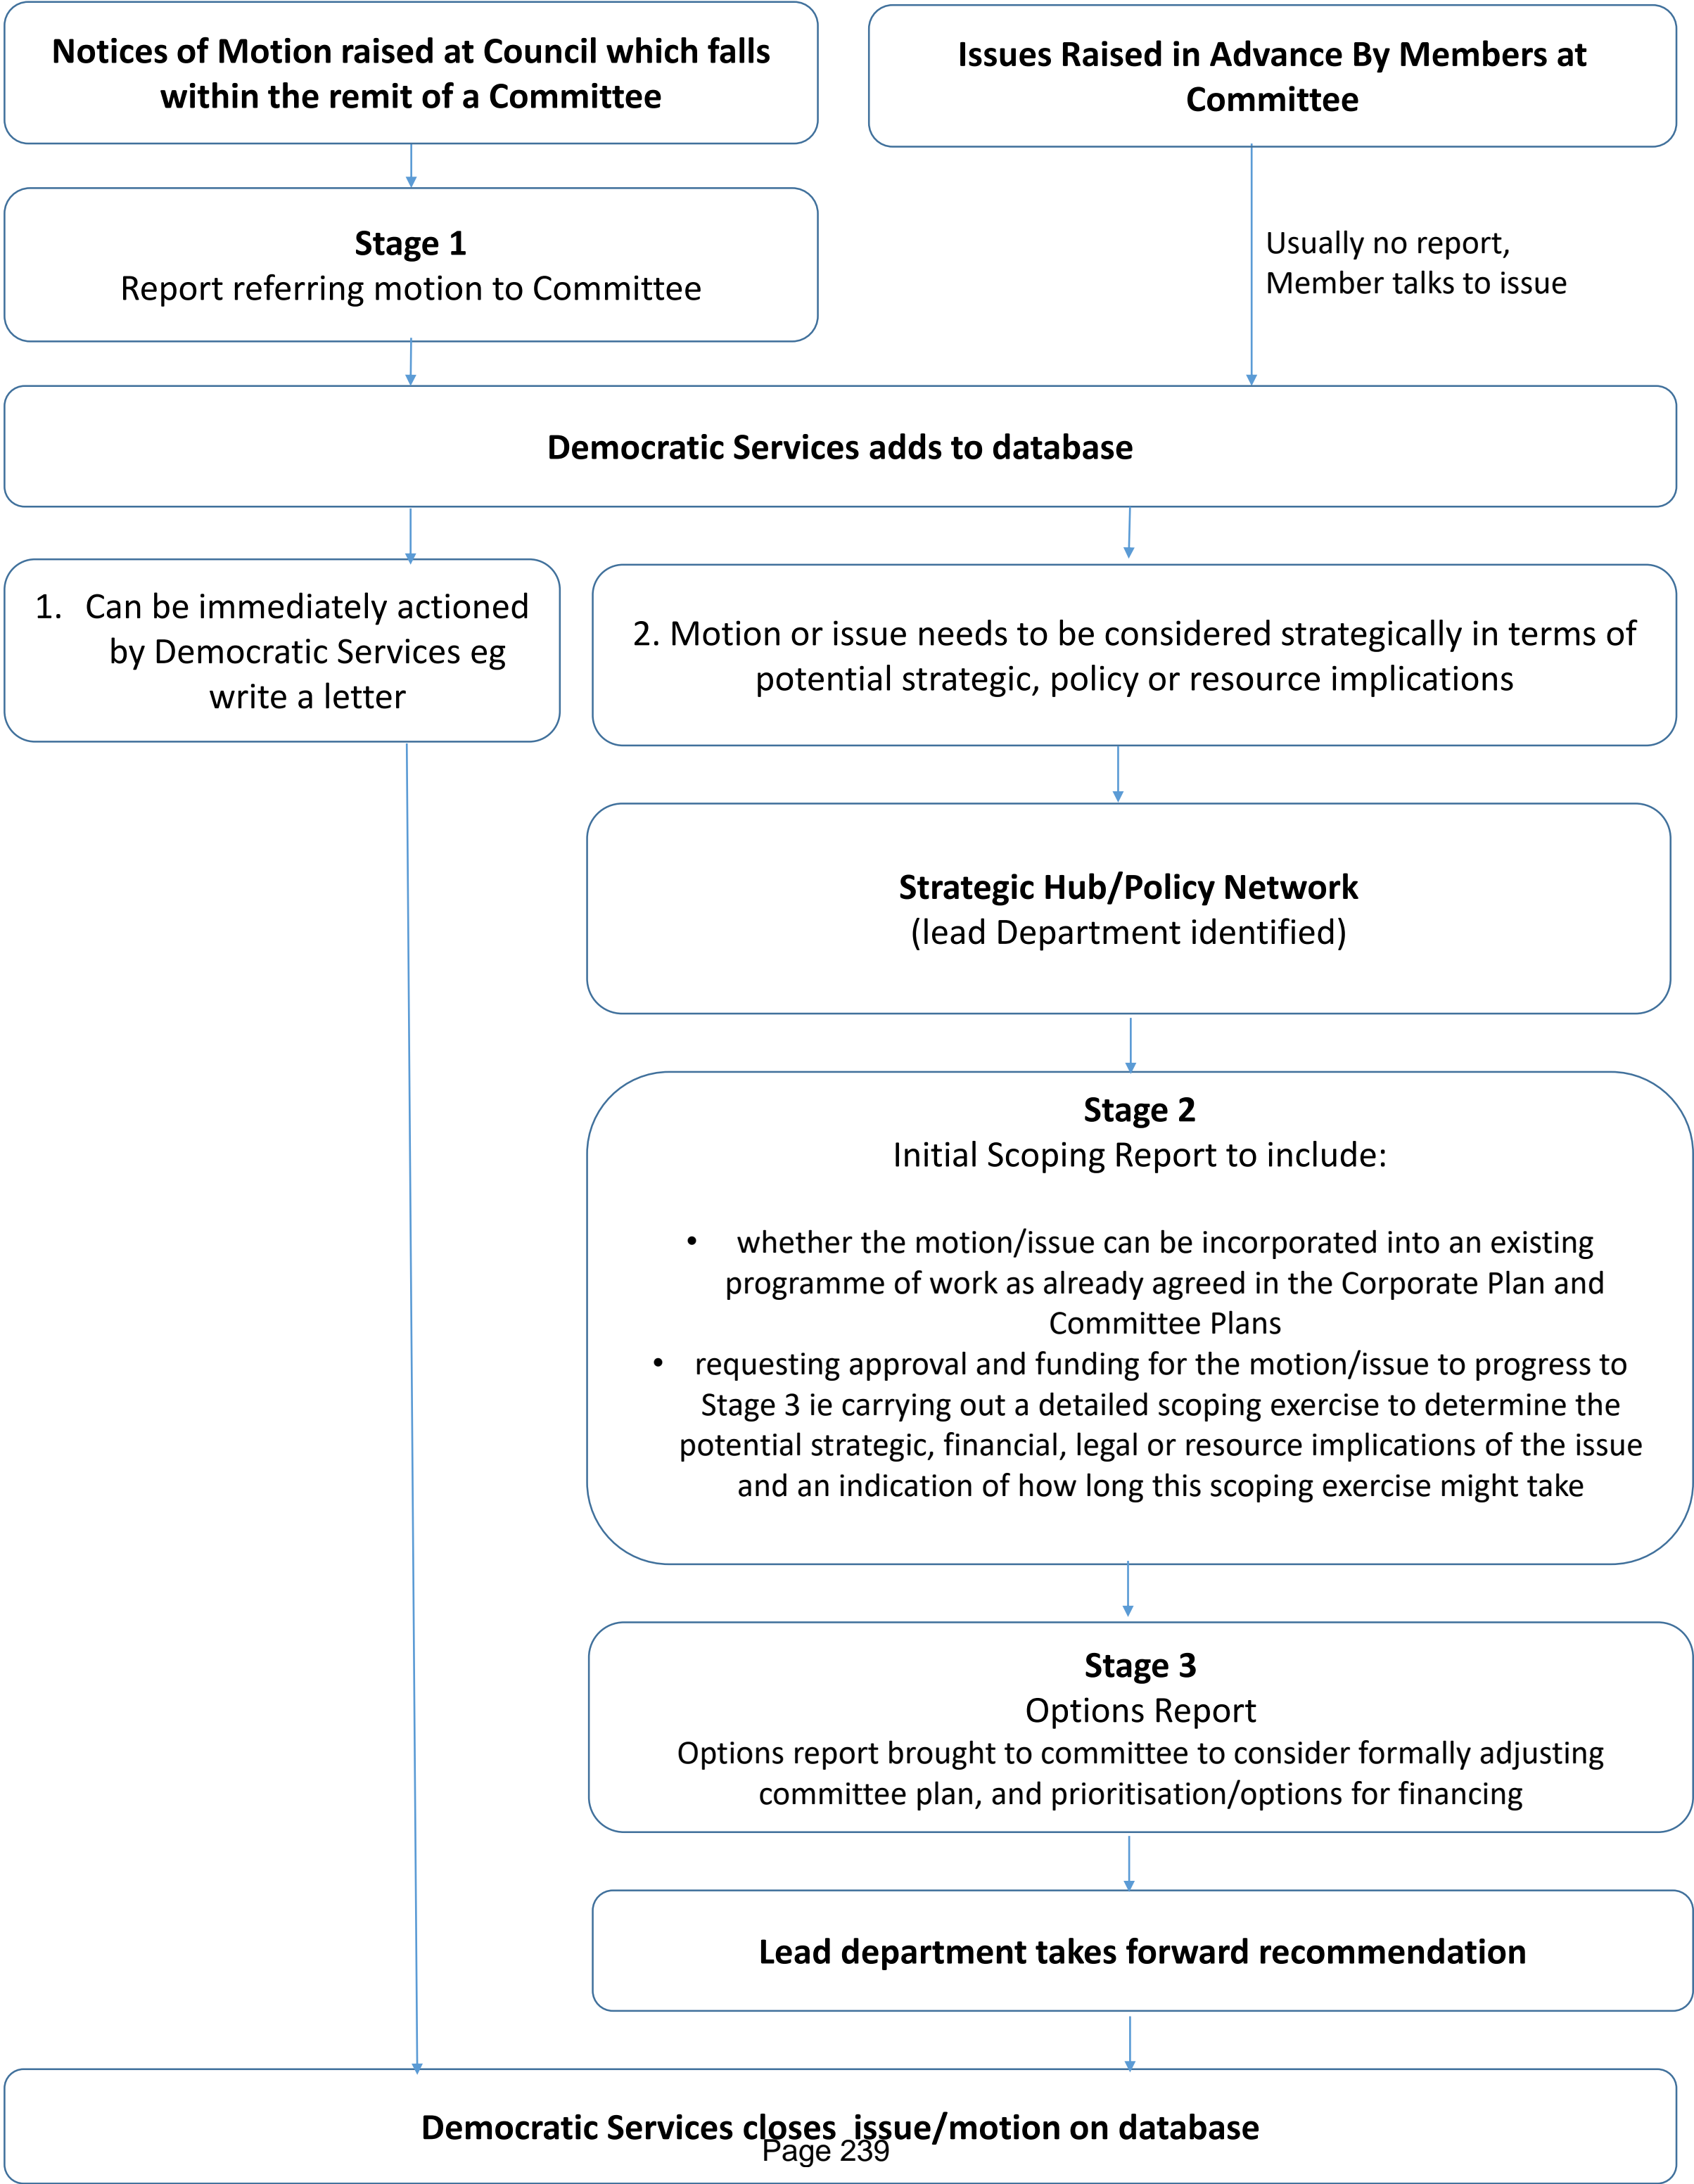 Notices of Motion raised at Council which falls
within the remit of a Committee
Issues Raised in Advance By Members at
Committee
Stage 1
Report referring motion to Committee
Usually no report,
Member talks to issue
Democratic Services adds to database
1. Can be immediately actioned
by Democratic Services eg
write a letter
2. Motion or issue needs to be considered strategically in terms of
potential strategic, policy or resource implications
Strategic Hub/Policy Network
(lead Department identified)
Stage 2
Initial Scoping Report to include:
• whether the motion/issue can be incorporated into an existing
programme of work as already agreed in the Corporate Plan and
Committee Plans
• requesting approval and funding for the motion/issue to progress to
Stage 3 ie carrying out a detailed scoping exercise to determine the
potential strategic, financial, legal or resource implications of the issue
and an indication of how long this scoping exercise might take
Stage 3
Options Report
Options report brought to committee to consider formally adjusting
committee plan, and prioritisation/options for financing
Lead department takes forward recommendation
Democratic Services closes issue/motion on database
Page 239